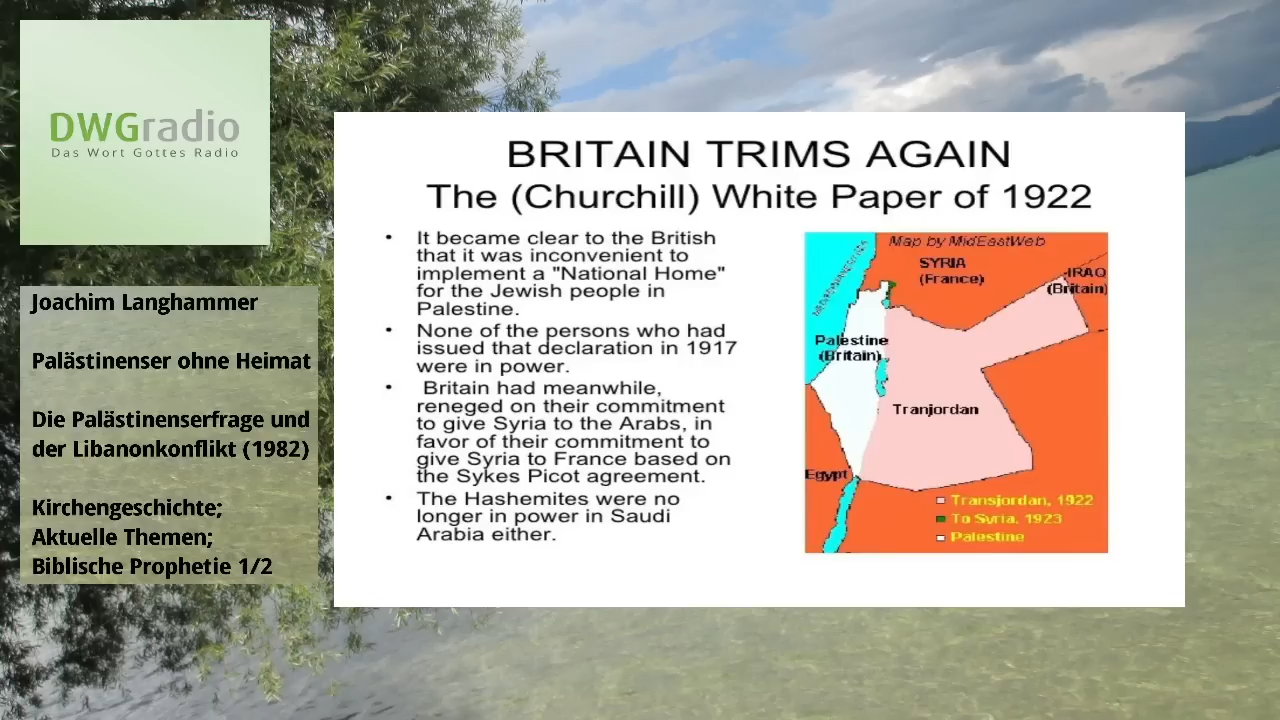 DWGradio
Das Wort Gottes Radio
Joachim Langhammer
Palästinenser ohne Heimat
Die Palästinenserfrage und
der Libanonkonflikt (1982)
Kirchengeschichte;
Aktuelle Themen;
Biblische Prophetie 1/2
BRITAIN TRIMS AGAIN
The (Churchill) White Paper of 1922
• It became clear to the British
that it was inconvenient to
implement a "National Home"
for the Jewish people in
Palestine.
• None of the persons who had
issued that declaration in 1917
were in power.
• Britain had meanwhile,
reneged on their commitment
to give Syria to the Arabs, in
favor of their commitment to
give Syria to France based on
the Sykes Picot agreement.
• The Hashemites were no
longer in power in Saudi
Arabia either.
Map by MidEastWeb
SYRIA
(France)
IRAQ
(Britain)
Palestine
(Britain)
Tranjordan
Egypt
Transjordan, 1922
To Syria, 1923
Palestine